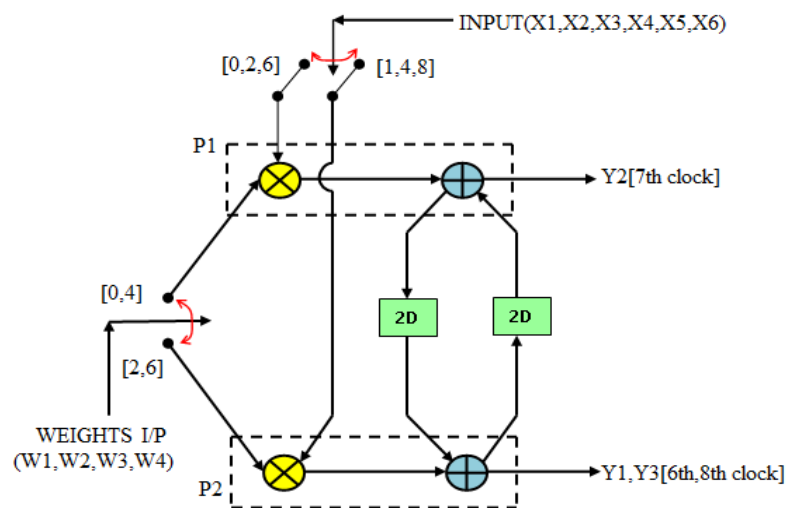 INPUT(X1,X2,X3,X4,X5,X6)
[0,2,6]
[1,4,8]
P1
Y2[7th clock]
[0,4]
2D
2D
[2,6]
WEIGHTS I/P
(W1,W2,W3,W4)
P2
Y1,Y3[6th,8th clock]